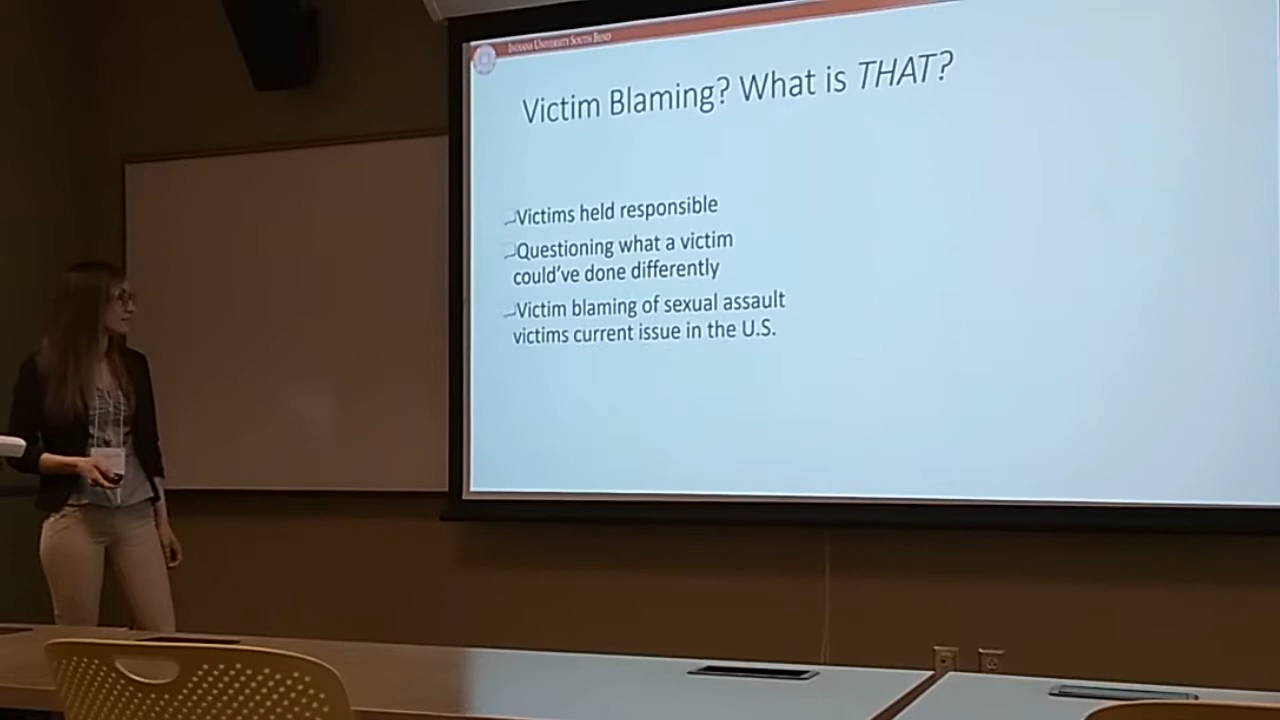 INDIANA UNIVERSITY SOUTH BEND
Victim Blaming? What is THAT?
Victims held responsible
Questioning what a victim
could've done differently
Victim blaming of sexual assault
victims current issue in the U.S.